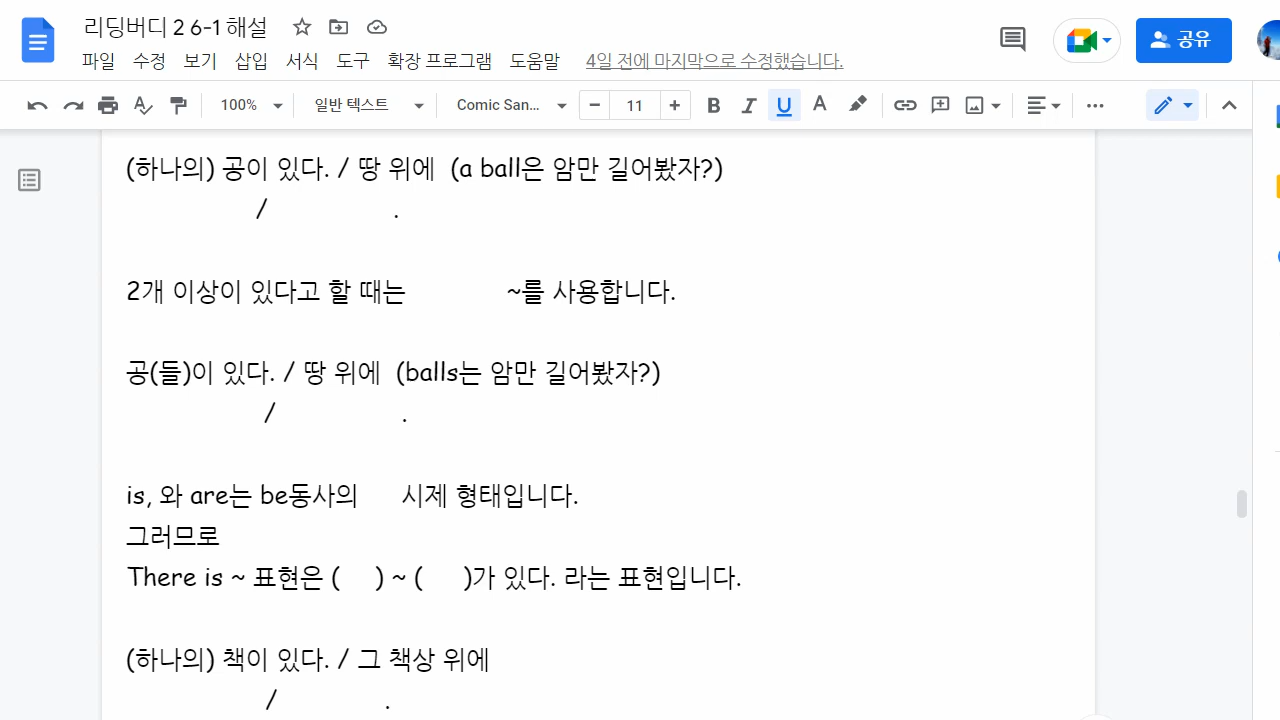 리딩버디 2 6-1 해설
파일 수정 보기 삽입 서식 도구 확장 프로그램 도움말 4일 전에 마지막으로 수정했습니다.
공유
100% 일반 텍스트 Comic San... 11
(하나의) 공이 있다. / 땅 위에 (a ball은 암만 길어봤자?)
/ .
2개 이상이 있다고 할 때는 ~를 사용합니다.
공(들)이 있다. / 땅 위에 (balls는 암만 길어봤자?)
/ .
is, 와 are는 be동사의 시제 형태입니다.
그러므로
There is ~ 표현은 ( ) ~ ( )가 있다. 라는 표현입니다.
(하나의) 책이 있다. / 그 책상 위에
/ .